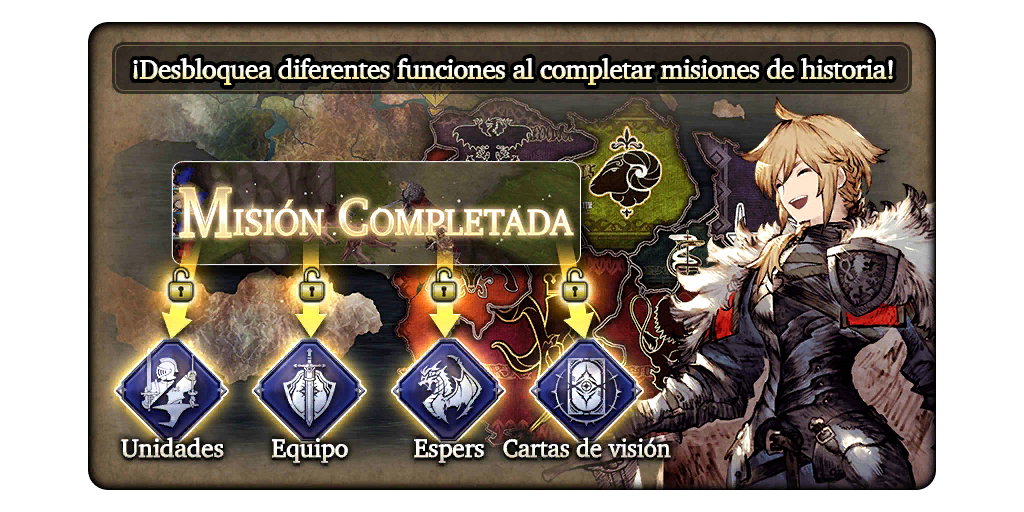 ¡Desbloquea diferentes funciones al completar misiones de historia!
Misión Completada
Unidades Equipo Espers Cartas de visión